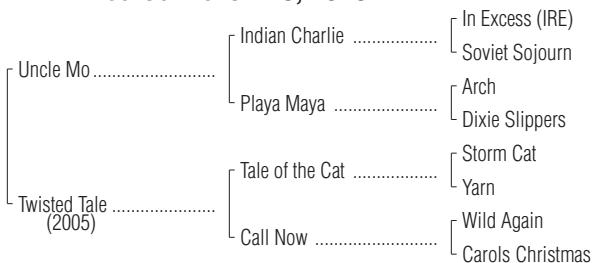 In Excess (IRE)
Indian Charlie ....................
Soviet Sojourn
Uncle Mo .............................
Arch
Playa Maya ........................
Dixie Slippers
Storm Cat
Tale of the Cat ...................
Yarn
Twisted Tale ........................
(2005)
Wild Again
Call Now ............................
Carols Christmas